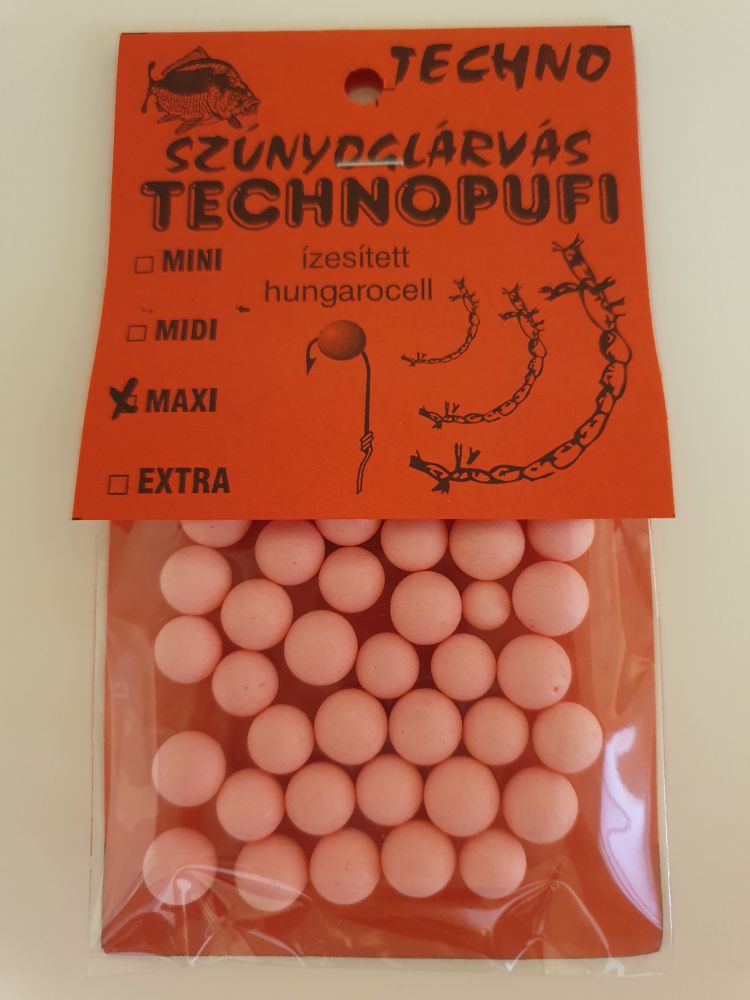 TECHNO
SZÚNYOGLÁRVÁS
TECHNOPUFI
MINI
ízesített
hungarocell
MIDI
MAXI
EXTRA